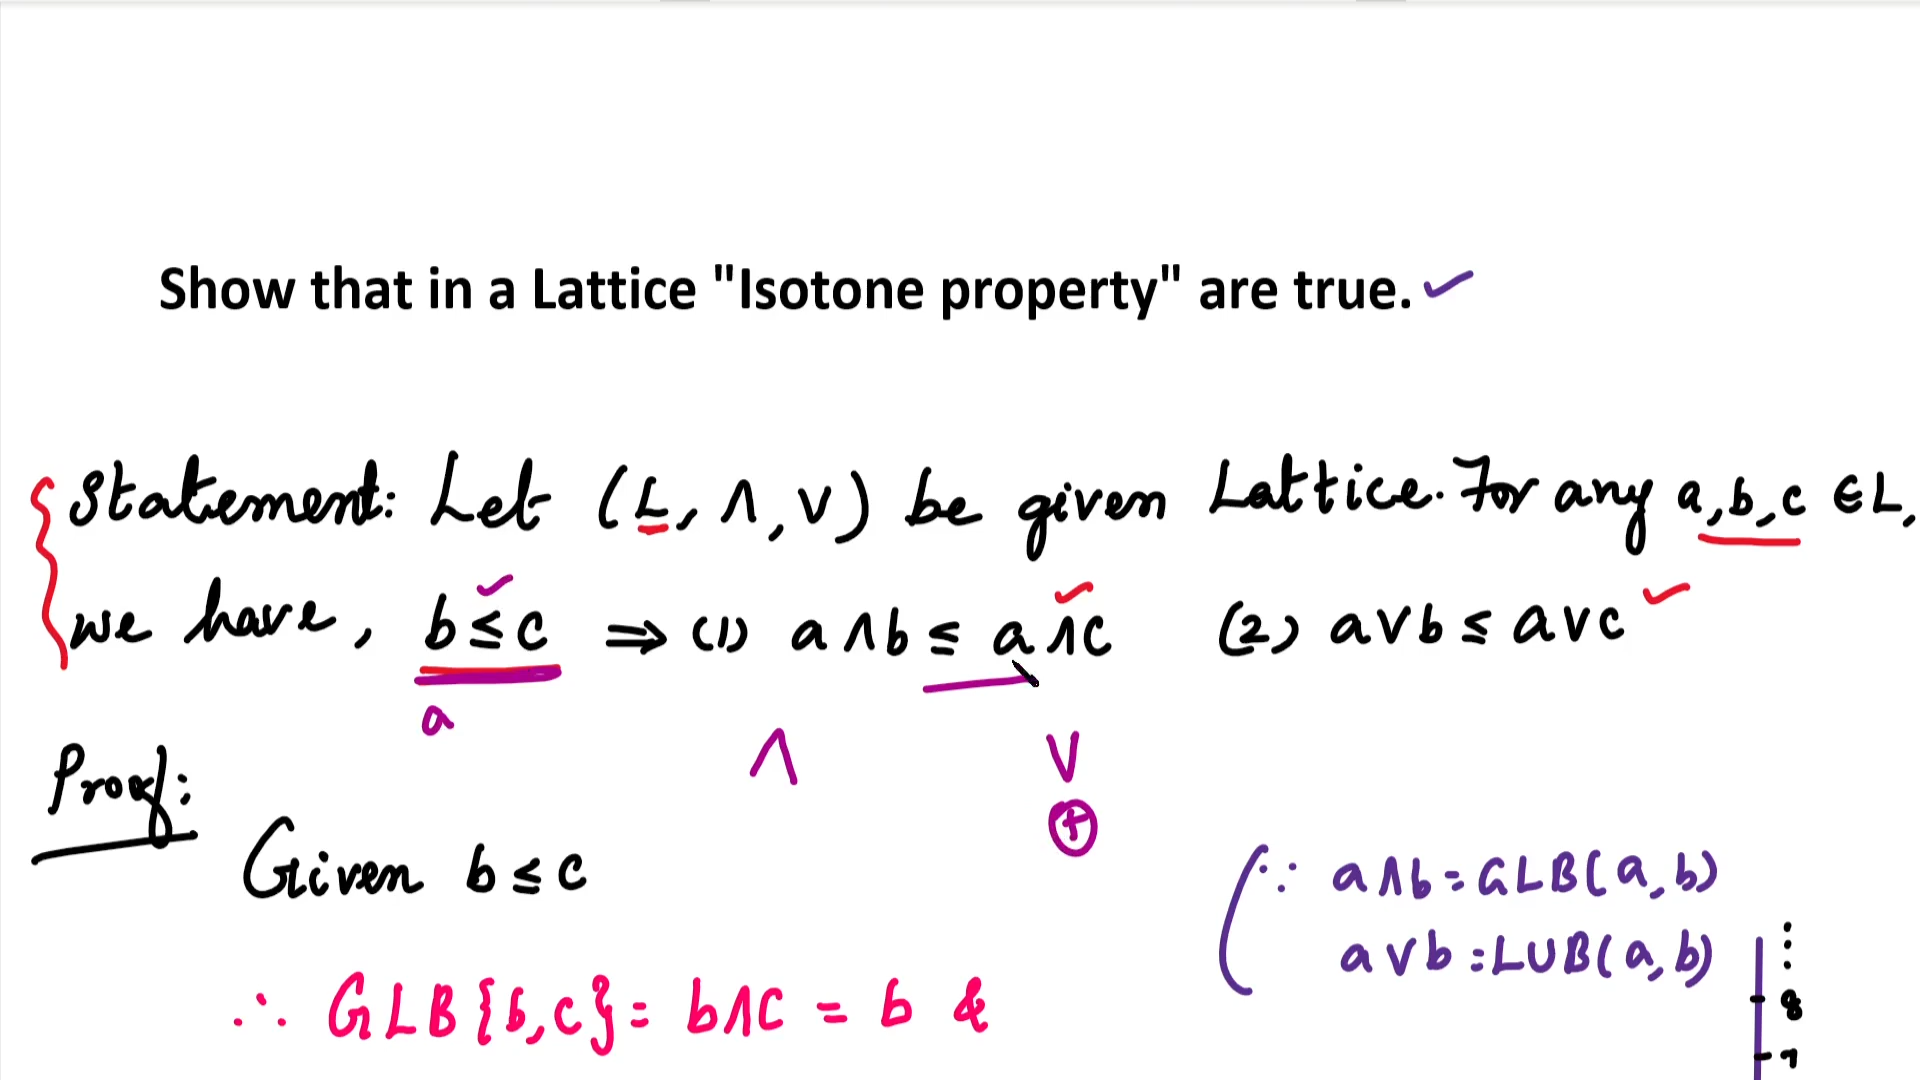 Show that in a Lattice "Isotone property" are true.
Statement: Let (L, ∧, ∨) be given Lattice. For any a, b, c ∈ L,
we have, b ≤ c ⇒ (1) a ∧ b ≤ a ∧ c (2) a ∨ b ≤ a ∨ c
a
∧ ∨
⊕
Proof:
Given b ≤ c
∵ a ∧ b = GLB(a, b)
a ∨ b = LUB(a, b)
∴ GLB{b, c} = b ∧ c = b &
8
7